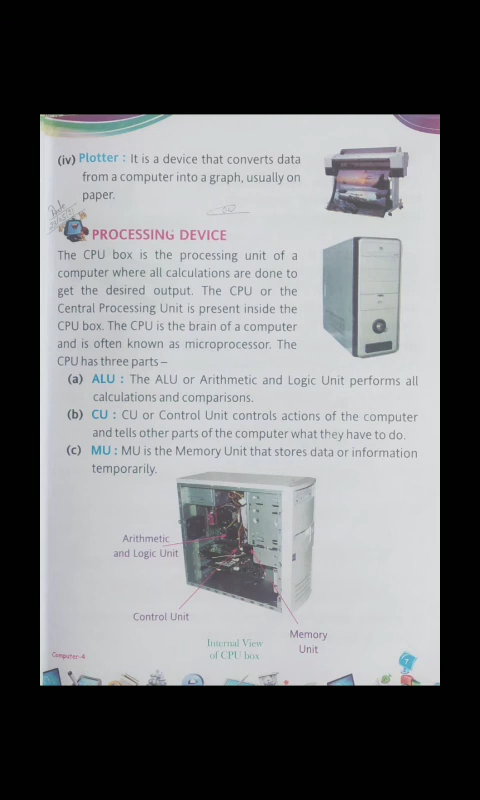 (iv) Plotter : It is a device that converts data
from a computer into a graph, usually on
paper.
PROCESSING DEVICE
The CPU box is the processing unit of a
computer where all calculations are done to
get the desired output. The CPU or the
Central Processing Unit is present inside the
CPU box. The CPU is the brain of a computer
and is often known as microprocessor. The
CPU has three parts –
(a) ALU : The ALU or Arithmetic and Logic Unit performs all
calculations and comparisons.
(b) CU : CU or Control Unit controls actions of the computer
and tells other parts of the computer what they have to do.
(c) MU : MU is the Memory Unit that stores data or information
temporarily.
Arithmetic
and Logic Unit
Control Unit
Memory
Unit
Internal View
of CPU box
Computer-4
7